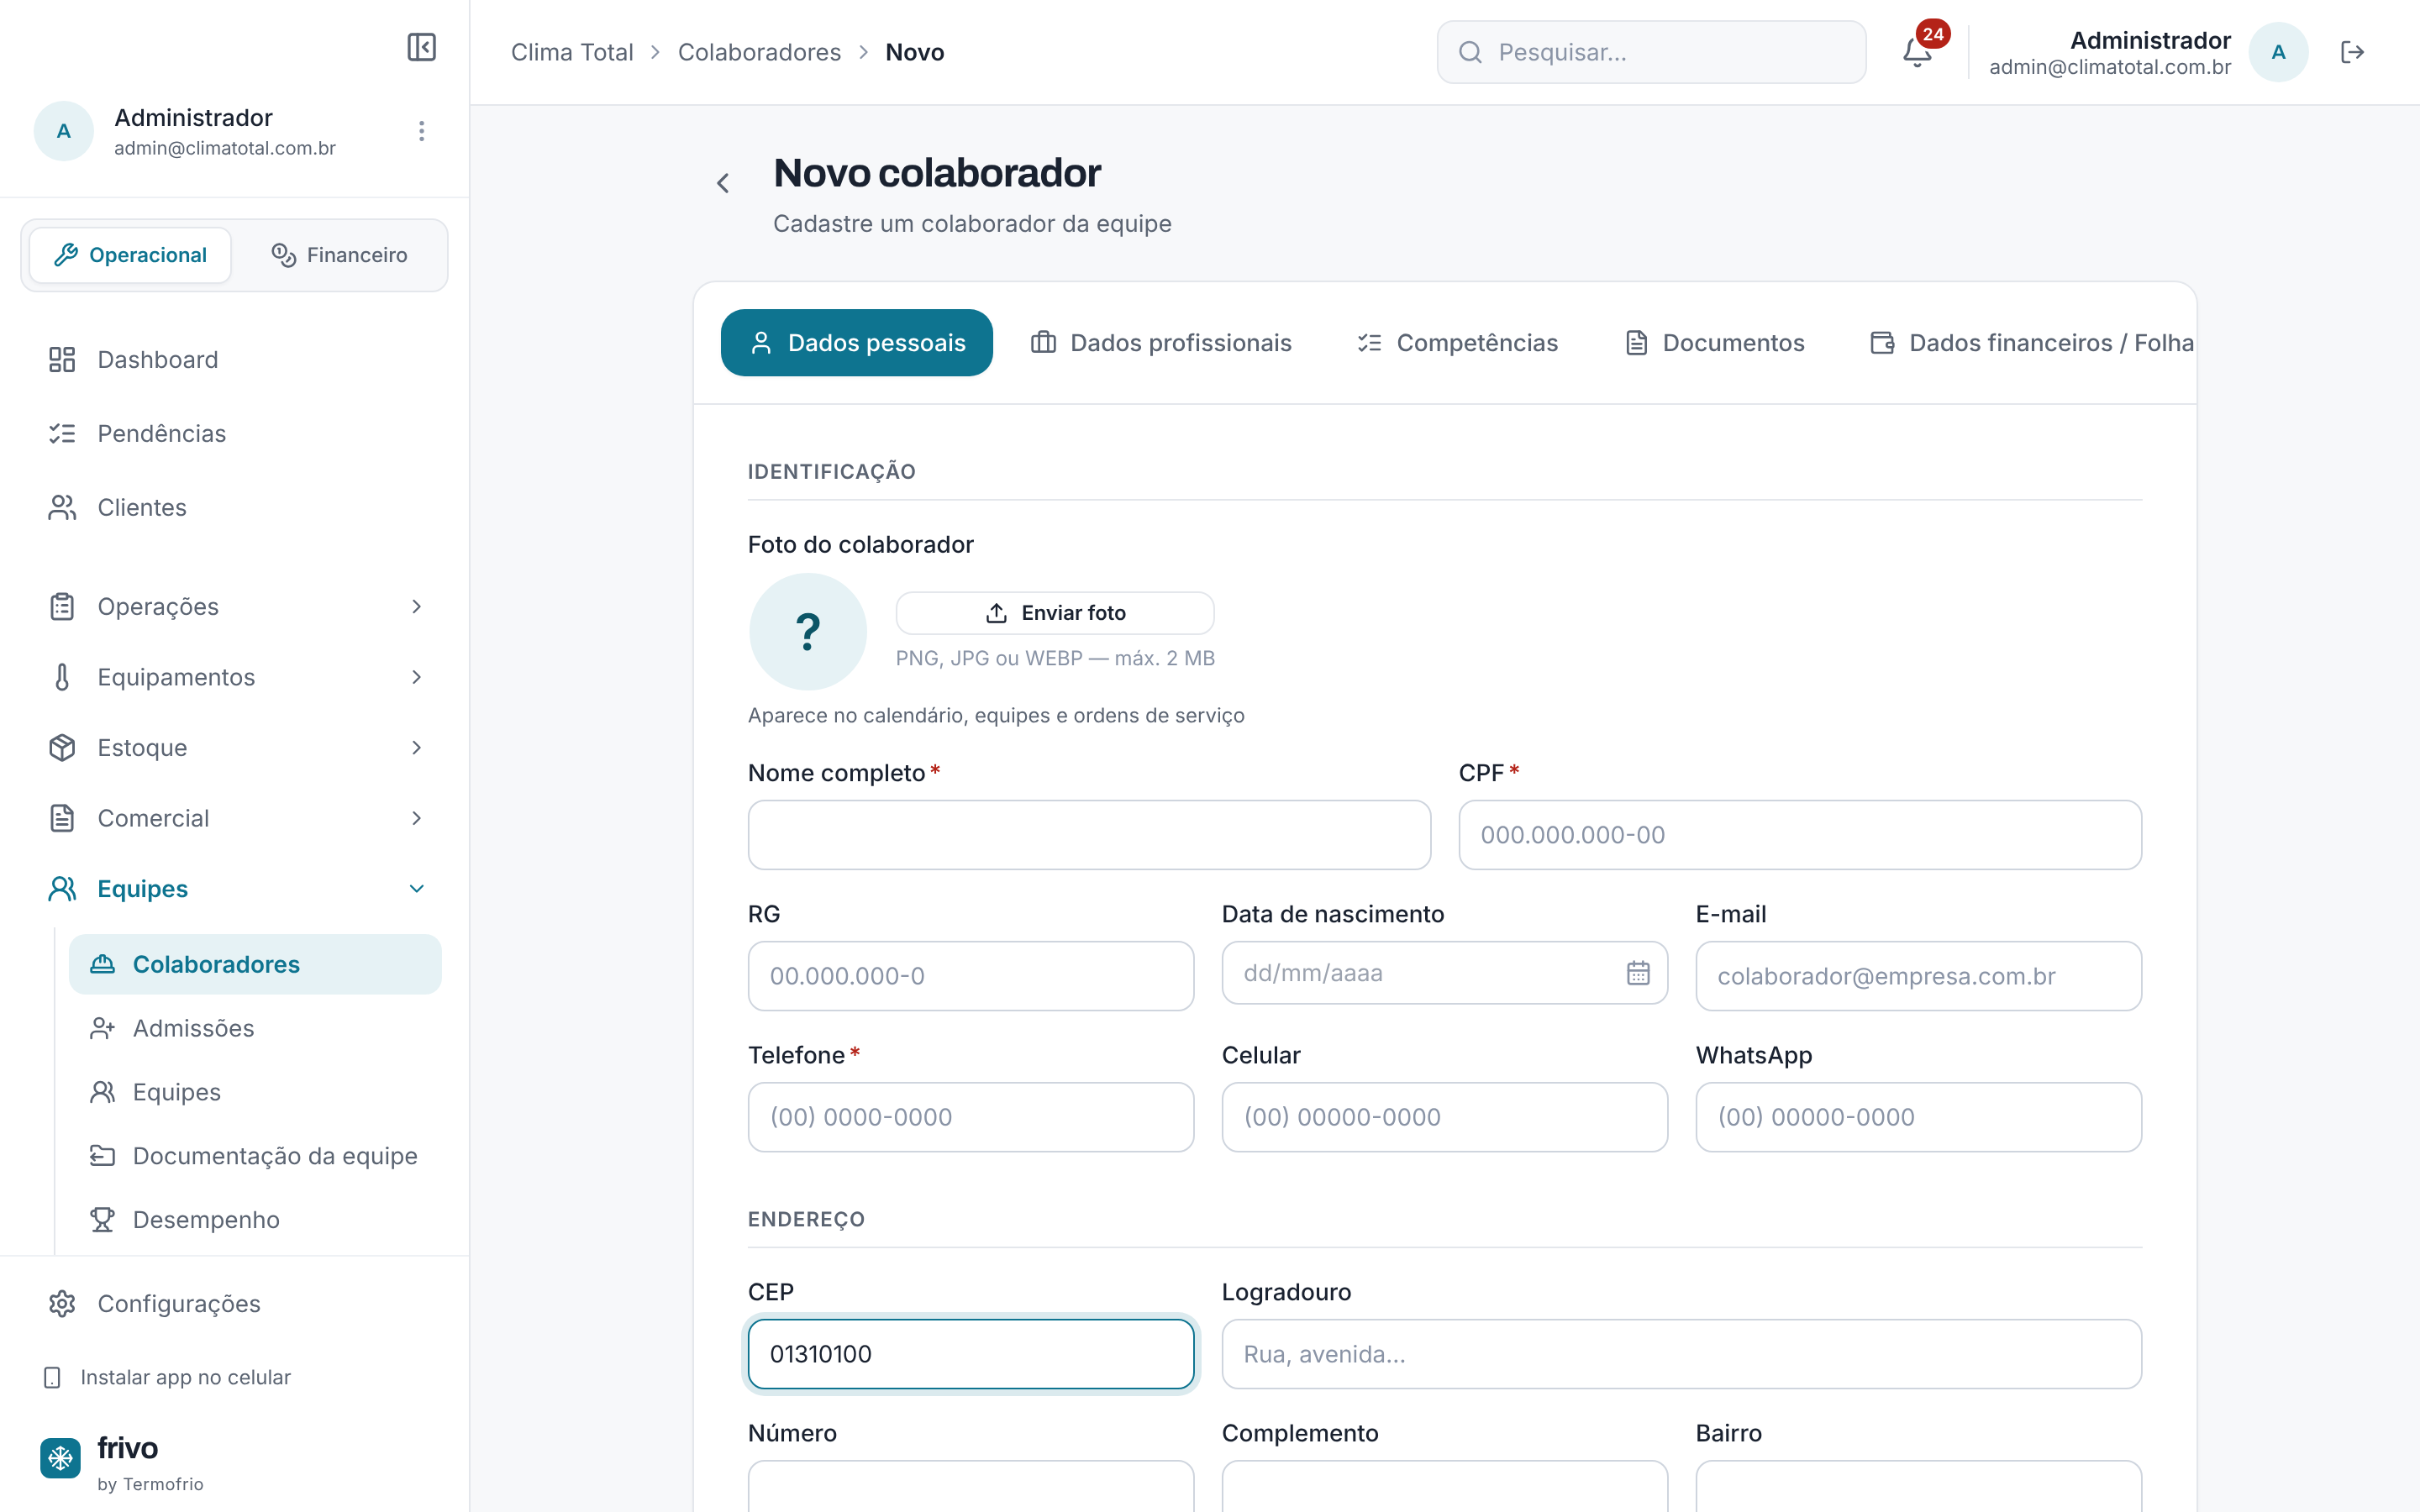 Clima Total > Colaboradores > Novo
Pesquisar...
24
Administrador
admin@climatotal.com.br
A
A
Administrador
admin@climatotal.com.br
Operacional
Financeiro
Dashboard
Pendências
Clientes
Operações
Equipamentos
Estoque
Comercial
Equipes
Colaboradores
Admissões
Equipes
Documentação da equipe
Desempenho
Configurações
Instalar app no celular
frivo
by Termofrio
Novo colaborador
Cadastre um colaborador da equipe
Dados pessoais
Dados profissionais
Competências
Documentos
Dados financeiros / Folha
IDENTIFICAÇÃO
Foto do colaborador
?
Enviar foto
PNG, JPG ou WEBP — máx. 2 MB
Aparece no calendário, equipes e ordens de serviço
Nome completo*
CPF*
000.000.000-00
RG
Data de nascimento
E-mail
00.000.000-0
dd/mm/aaaa
colaborador@empresa.com.br
Telefone*
Celular
WhatsApp
(00) 0000-0000
(00) 00000-0000
(00) 00000-0000
ENDEREÇO
CEP
Logradouro
01310100
Rua, avenida...
Número
Complemento
Bairro